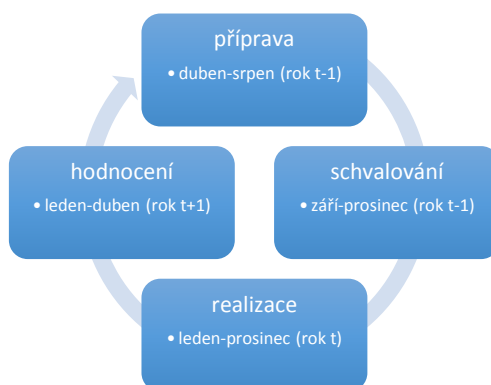 příprava
• duben-srpen (rok t-1)
schvalování
• září-prosinec (rok t-1)
realizace
• leden-prosinec (rok t)
hodnocení
• leden-duben (rok t+1)